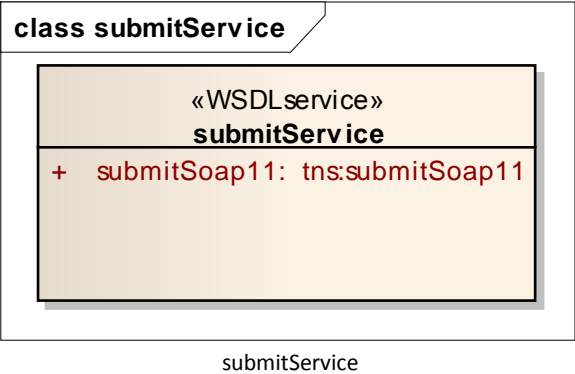 class submitService
«WSDLservice»
submitService
+ submitSoap11: tns:submitSoap11
submitService